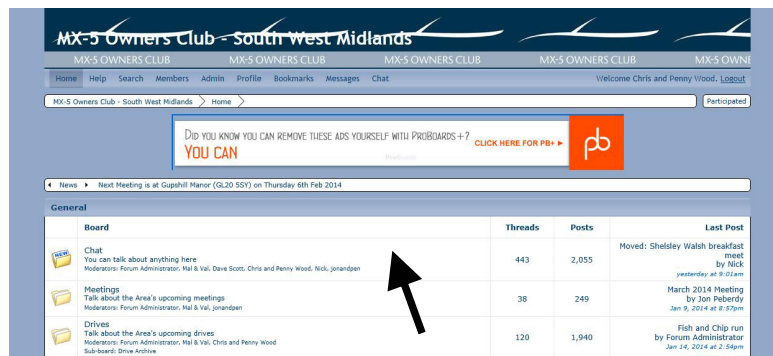 MX-5 Owners Club - South West Midlands
MX-5 OWNERS CLUB MX-5 OWNERS CLUB MX-5 OWNERS CLUB MX-5 OWNERS CLUB MX-5 OWNE
Home Help Search Members Admin Profile Bookmarks Messages Chat Welcome Chris and Penny Wood. Logout
MX-5 Owners Club - South West Midlands Home Participated
DID YOU KNOW YOU CAN REMOVE THESE ADS YOURSELF WITH PROBOARDS+?
YOU CAN
CLICK HERE FOR PB+
pb
News Next Meeting is at Gupshill Manor (GL20 5SY) on Thursday 6th Feb 2014
General
Board Threads Posts Last Post
NEW
Chat
You can talk about anything here
Moderators: Forum Administrator, Mal & Val, Dave Scott, Chris and Penny Wood, Nick, jonandpen
443 2,055
Moved: Shelsley Walsh breakfast
meet
by Nick
yesterday at 9:01am
Meetings
Talk about the Area's upcoming meetings
Moderators: Forum Administrator, Mal & Val, jonandpen
38 249
March 2014 Meeting
by Jon Peberdy
Jan 9, 2014 at 8:57pm
Drives
Talk about the Area's upcoming drives
Moderators: Forum Administrator, Mal & Val, Chris and Penny Wood
Sub-board: Drive Archive
120 1,940
Fish and Chip run
by Forum Administrator
Jan 14, 2014 at 2:54pm